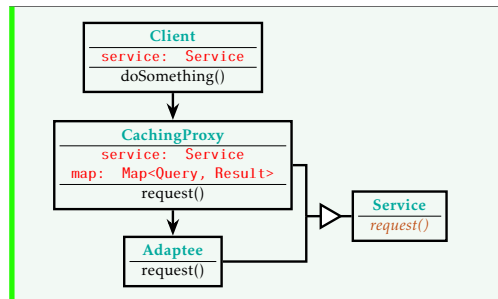 Client
service: Service
doSomething()
CachingProxy
service: Service
map: Map<Query, Result>
request()
Service
request()
Adaptee
request()